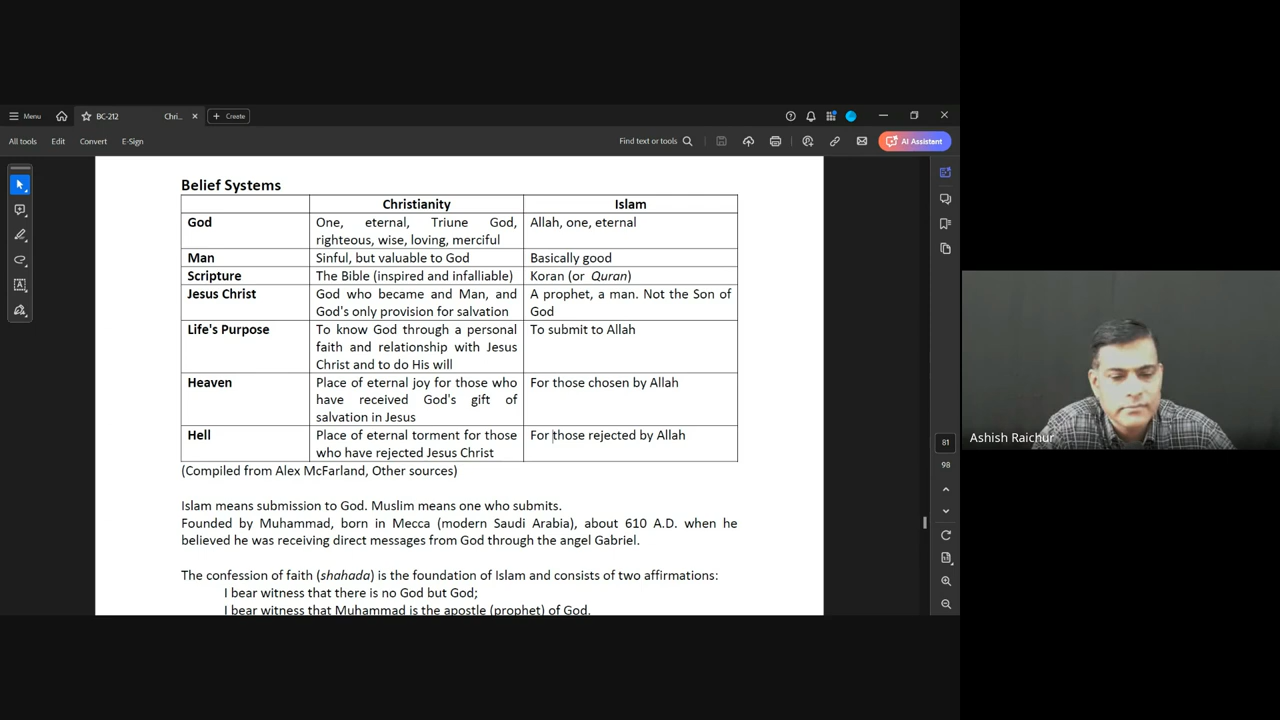 Menu
BC-212 Chri...
Create
All tools Edit Convert E-Sign
Find text or tools
AI Assistant
Belief Systems
Christianity Islam
God One, eternal, Triune God, Allah, one, eternal
righteous, wise, loving, merciful
Man Sinful, but valuable to God Basically good
Scripture The Bible (inspired and infalliable) Koran (or Quran)
Jesus Christ God who became and Man, and A prophet, a man. Not the Son of
God's only provision for salvation God
Life's Purpose To know God through a personal To submit to Allah
faith and relationship with Jesus
Christ and to do His will
Heaven Place of eternal joy for those who For those chosen by Allah
have received God's gift of
salvation in Jesus
Hell Place of eternal torment for those For those rejected by Allah
who have rejected Jesus Christ
(Compiled from Alex McFarland, Other sources)
Islam means submission to God. Muslim means one who submits.
Founded by Muhammad, born in Mecca (modern Saudi Arabia), about 610 A.D. when he
believed he was receiving direct messages from God through the angel Gabriel.
The confession of faith (shahada) is the foundation of Islam and consists of two affirmations:
I bear witness that there is no God but God;
I bear witness that Muhammad is the apostle (prophet) of God.
81
98
Ashish Raichur